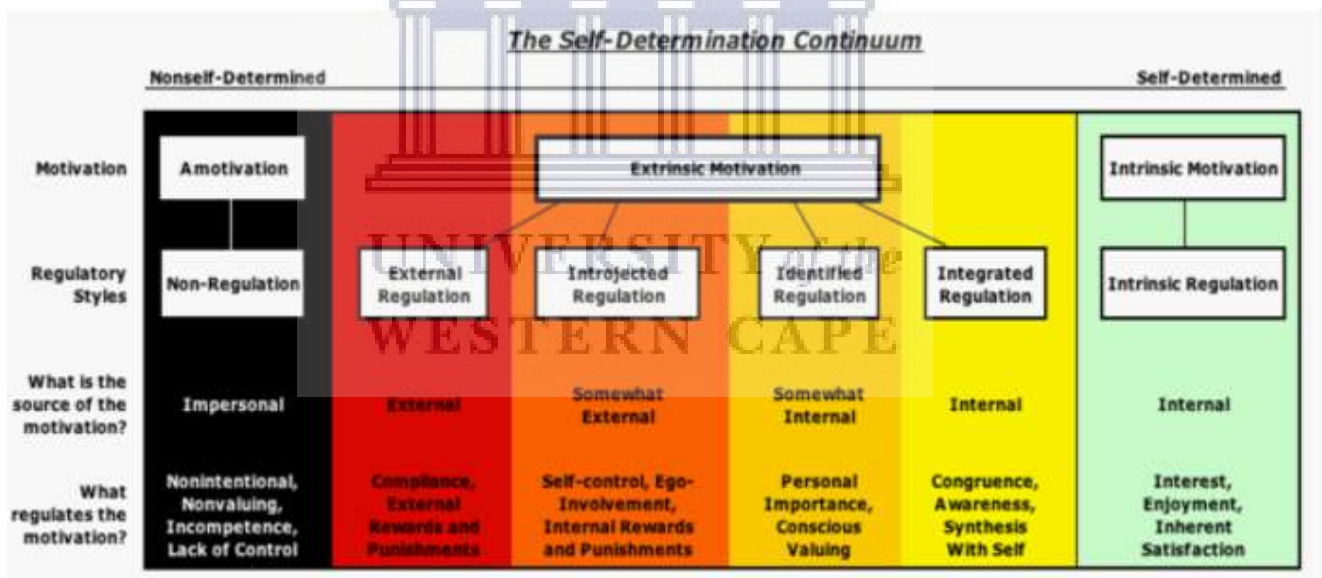 The Self-Determination Continuum
Nonself-Determined
Self-Determined
Motivation
Amotivation
Extrinsic Motivation
Intrinsic Motivation
Regulatory
Styles
Non-Regulation
External
Regulation
Introjected
Regulation
Identified
Regulation
Integrated
Regulation
Intrinsic Regulation
What is the
source of the
motivation?
Impersonal
External
Somewhat
External
Somewhat
Internal
Internal
Internal
What
regulates the
motivation?
Nonintentional,
Nonvaluing,
Incompetence,
Lack of Control
Compliance,
External
Rewards and
Punishments
Self-control, Ego-
Involvement,
Internal Rewards
and Punishments
Personal
Importance,
Conscious
Valuing
Congruence,
Awareness,
Synthesis
With Self
Interest,
Enjoyment,
Inherent
Satisfaction
UNIVERSITY of the
WESTERN CAPE